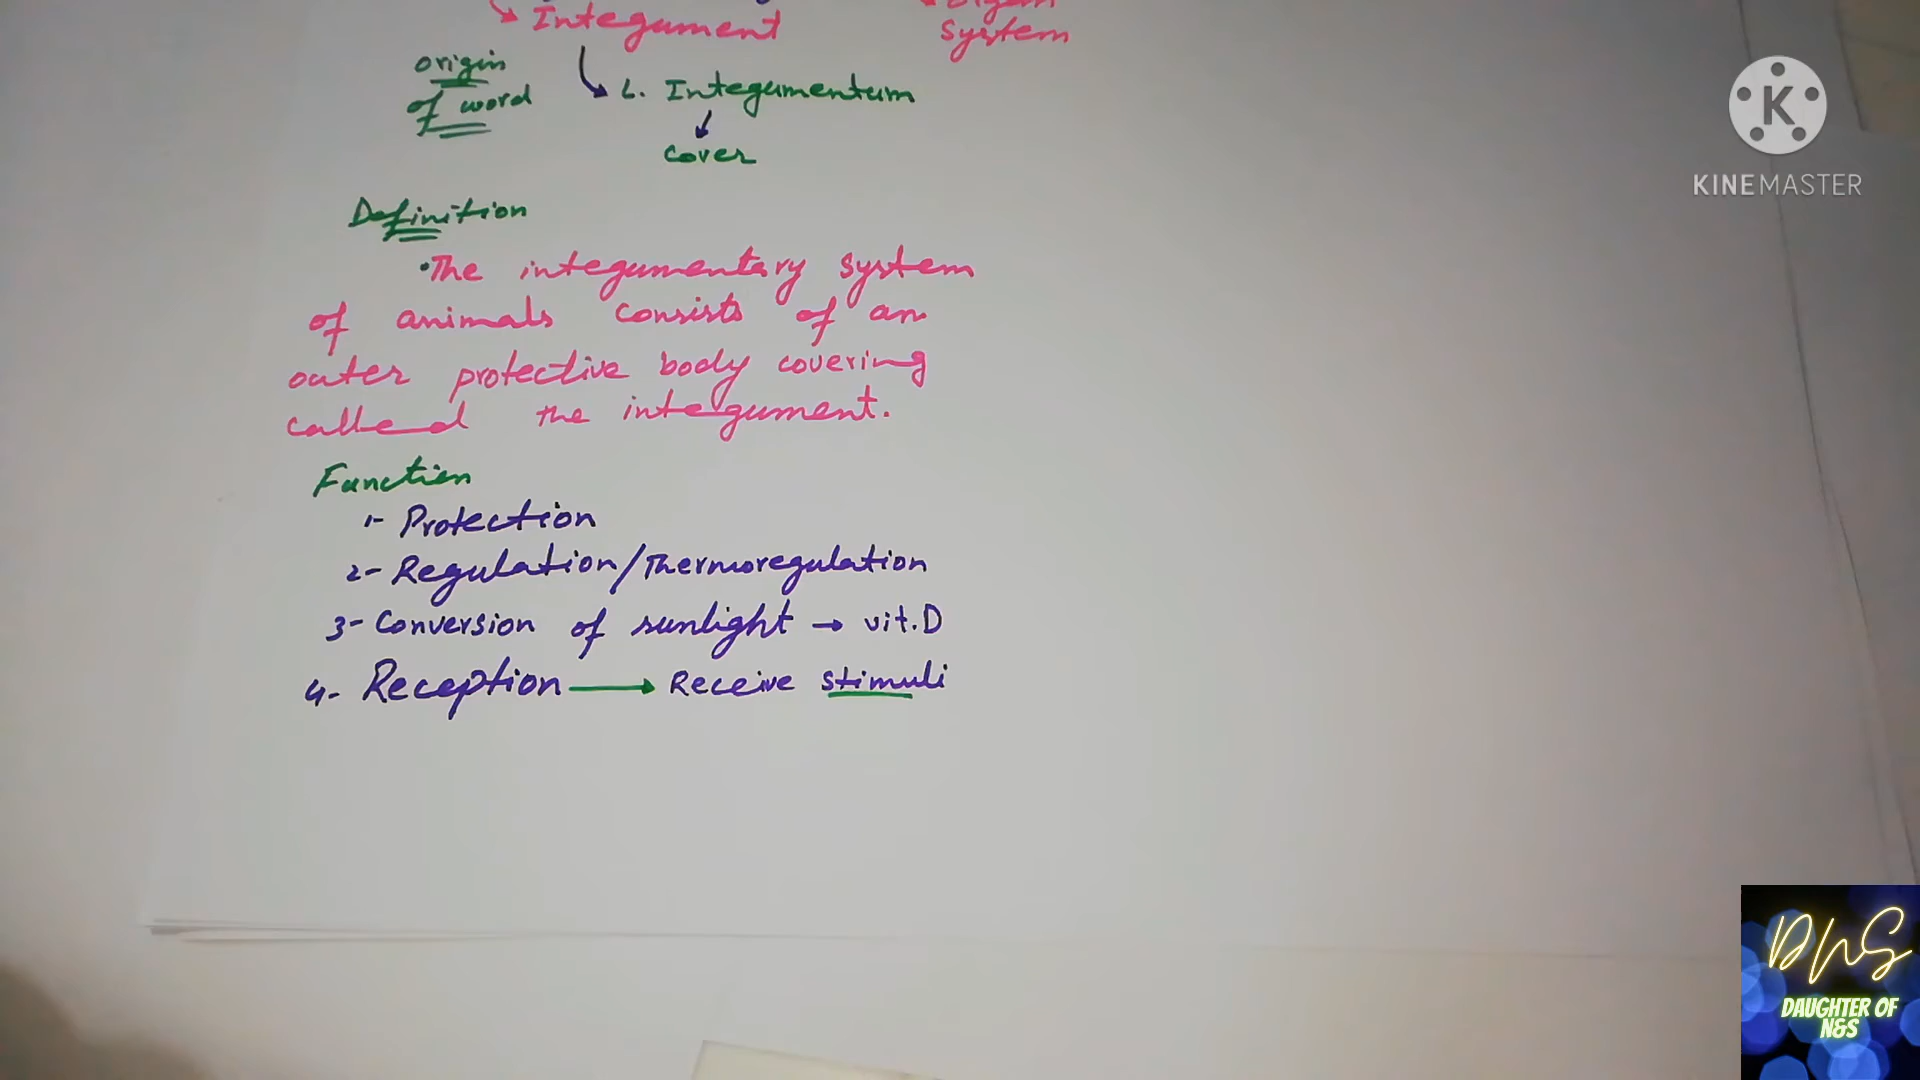 Integument
system
origin
of word
L. Integumentum
cover
Definition
•The integumentary system
of animals consists of an
outer protective body covering
called the integument.
Function
1- Protection
2- Regulation/Thermoregulation
3- Conversion of sunlight → vit.D
4- Reception → Receive stimuli
K
KINEMASTER
DNS
DAUGHTER OF
N&S